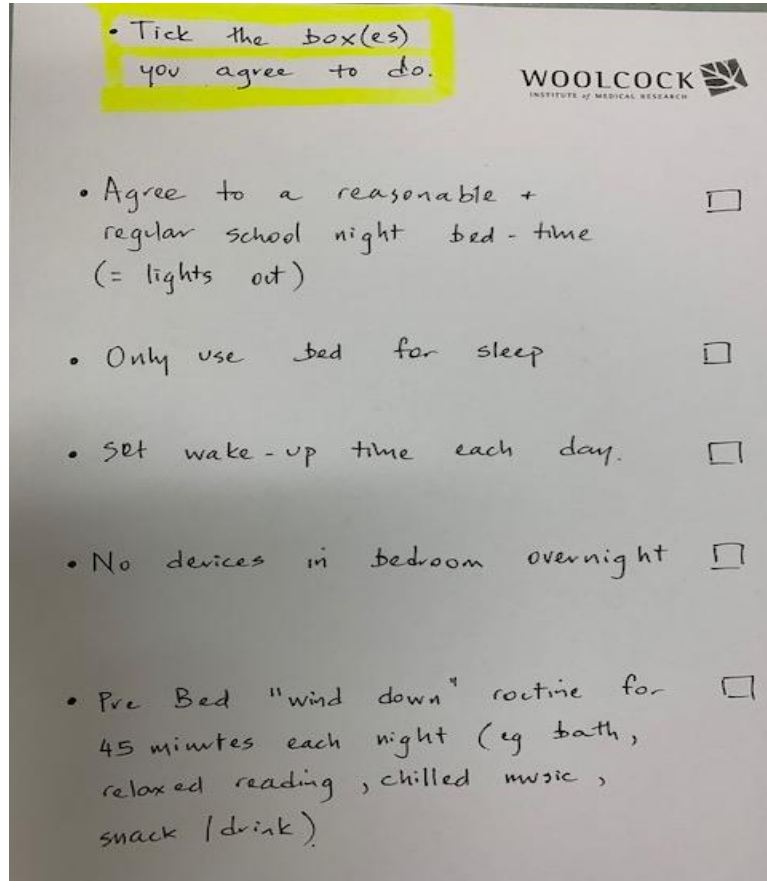 • Tick the box(es)
you agree to do.
WOOLCOCK
INSTITUTE of MEDICAL RESEARCH
• Agree to a reasonable +
regular school night bed-time
(= lights out)
• Only use bed for sleep
• Set wake-up time each day.
• No devices in bedroom overnight
• Pre Bed "wind down" routine for
45 minutes each night (eg bath,
relaxed reading, chilled music,
snack / drink).